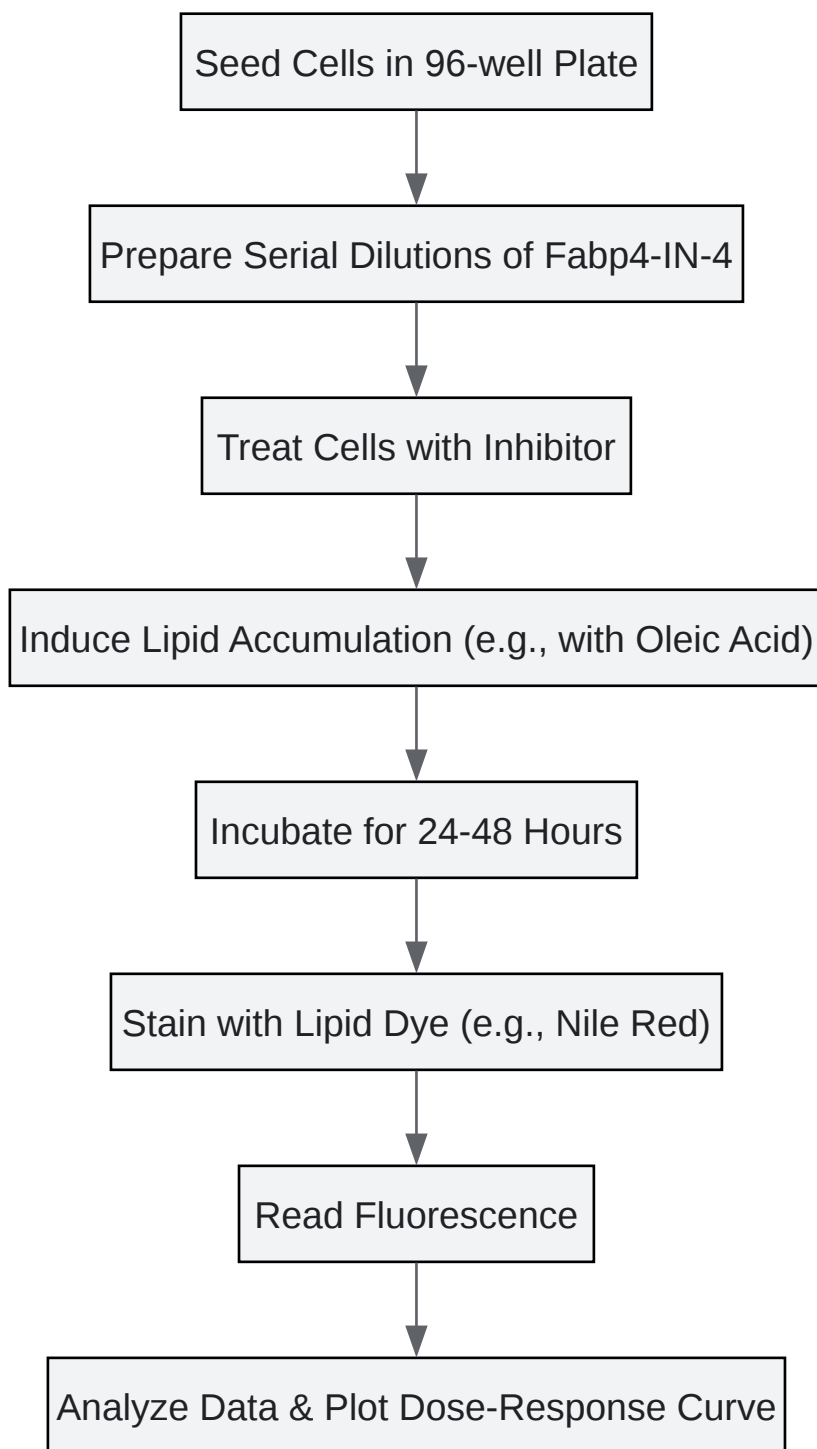 Seed Cells in 96-well Plate
Prepare Serial Dilutions of Fabp4-IN-4
Treat Cells with Inhibitor
Induce Lipid Accumulation (e.g., with Oleic Acid)
Incubate for 24-48 Hours
Stain with Lipid Dye (e.g., Nile Red)
Read Fluorescence
Analyze Data & Plot Dose-Response Curve